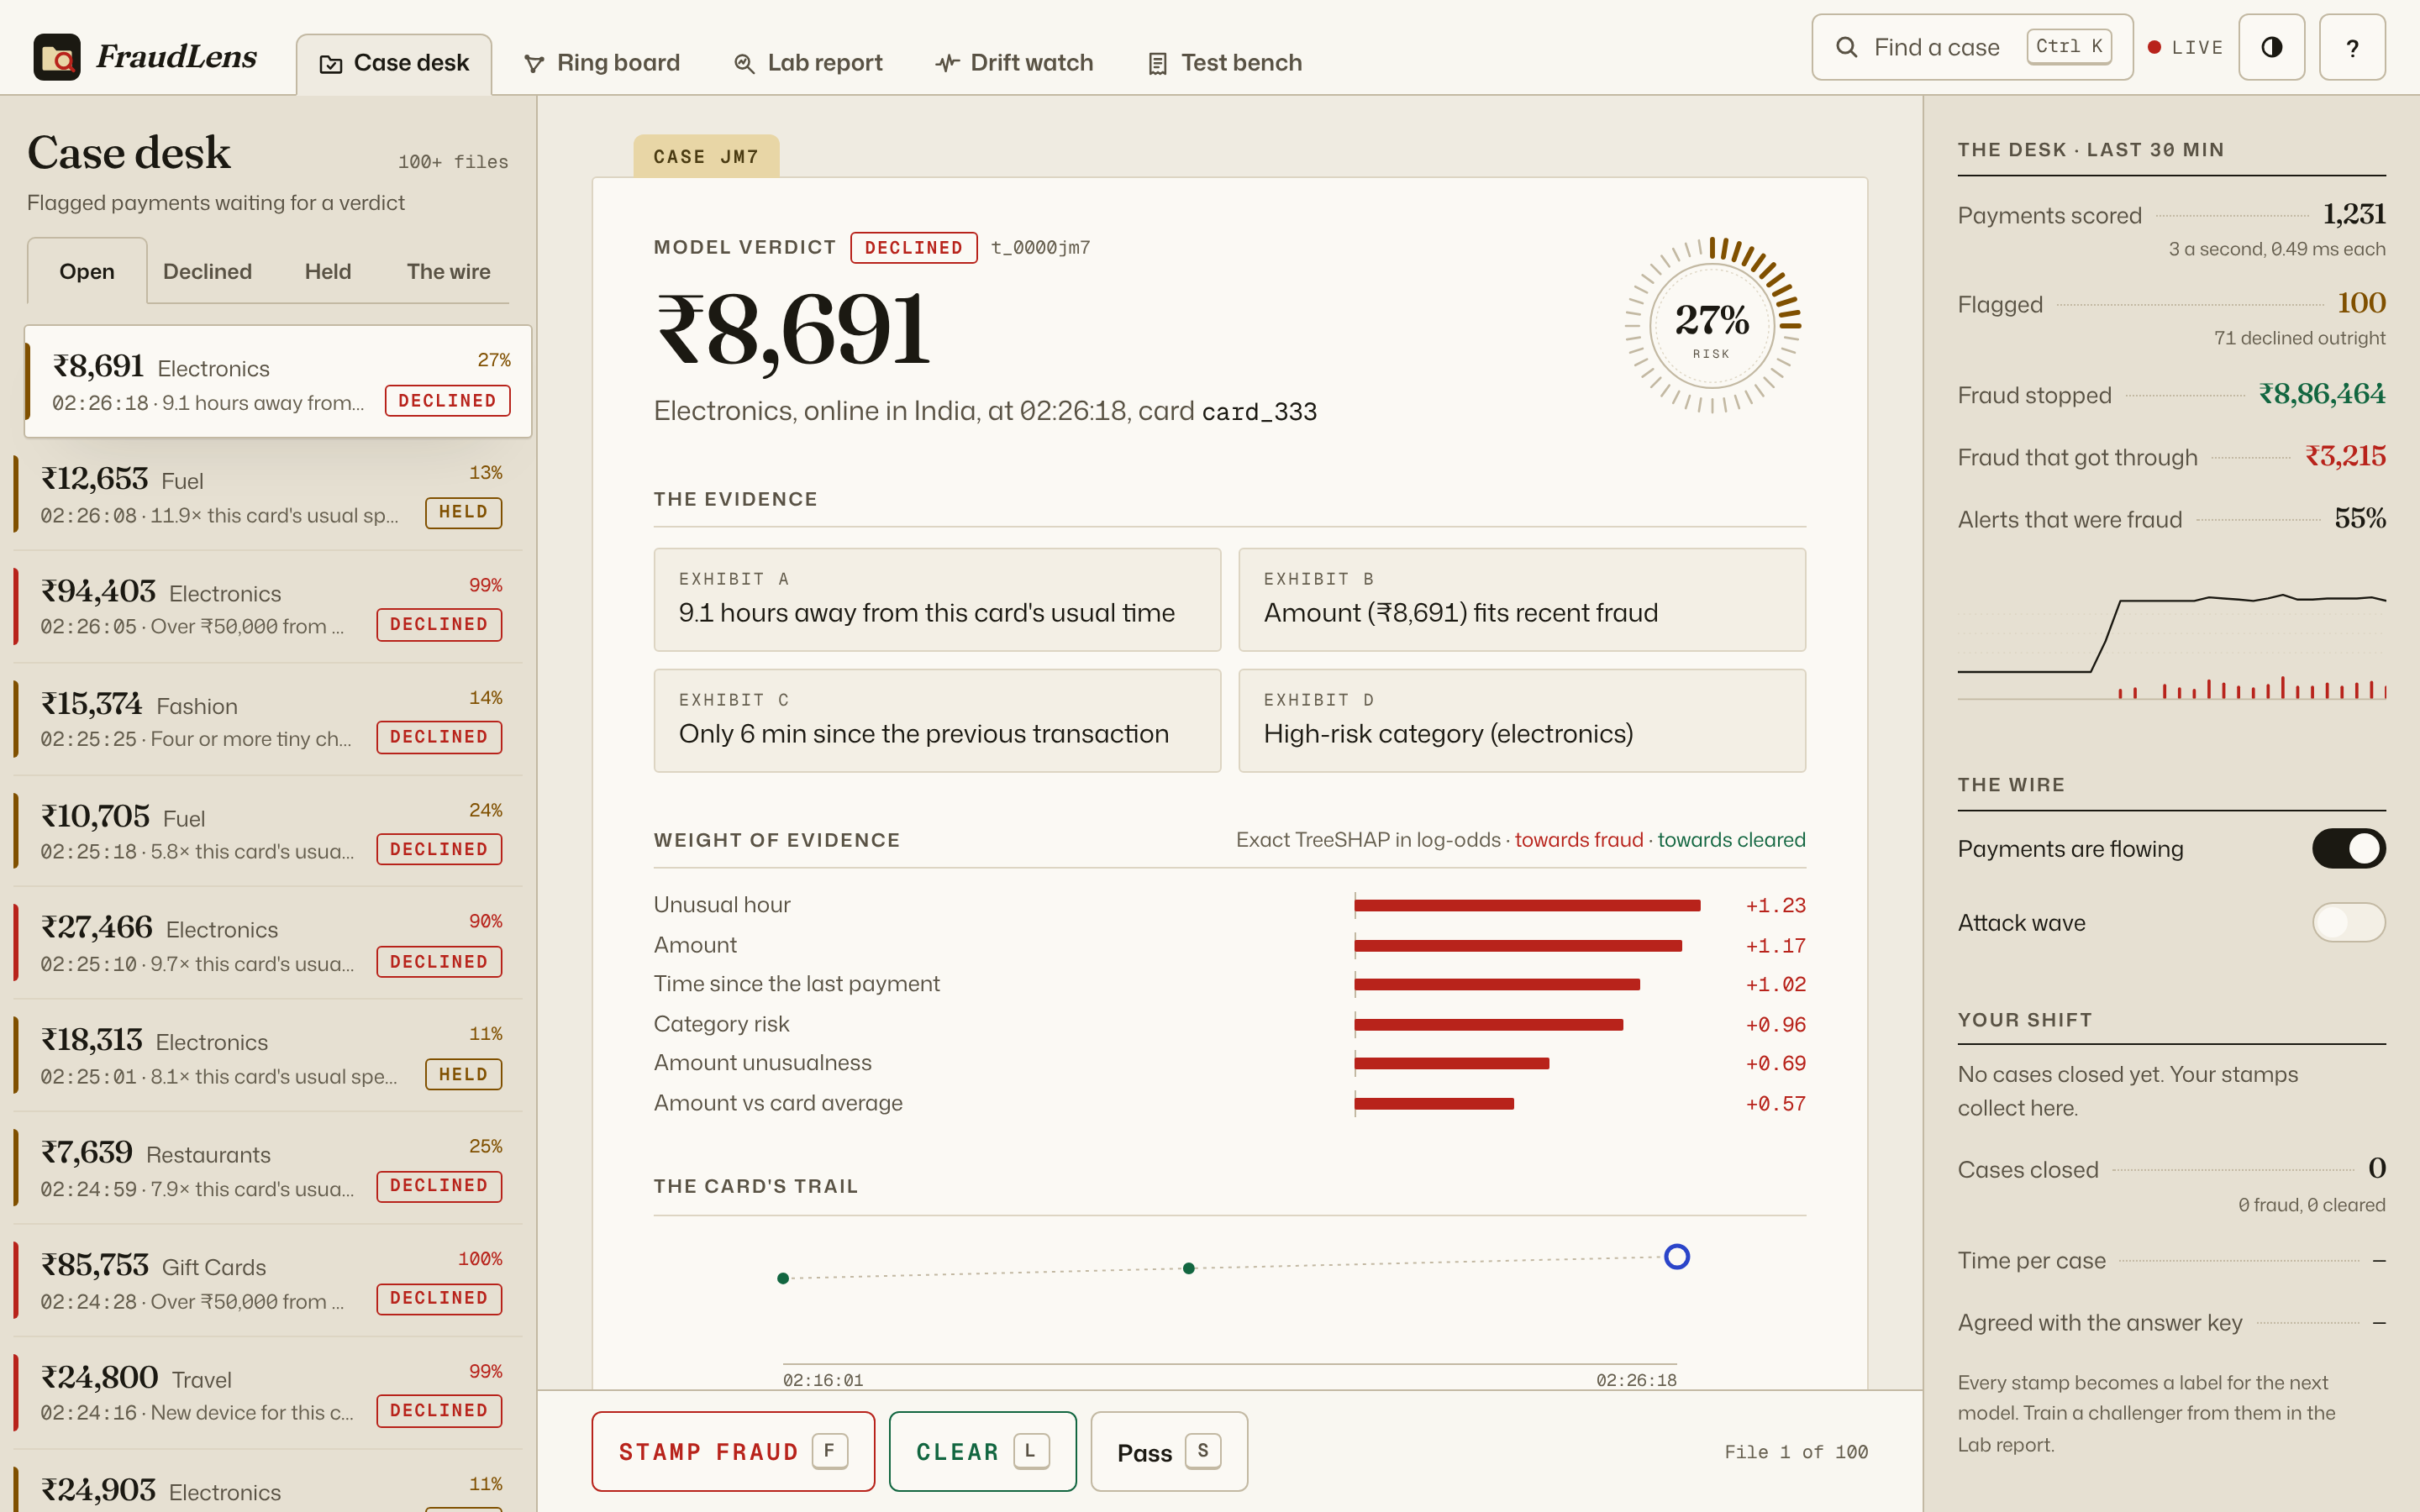 FraudLens
Case desk
Ring board
Lab report
Drift watch
Test bench
Find a case Ctrl K
LIVE
?
Case desk
100+ files
Flagged payments waiting for a verdict
Open Declined Held The wire
₹8,691 Electronics 27%
02:26:18 · 9.1 hours away from... DECLINED
₹12,653 Fuel 13%
02:26:08 · 11.9× this card's usual sp... HELD
₹94,403 Electronics 99%
02:26:05 · Over ₹50,000 from ... DECLINED
₹15,374 Fashion 14%
02:25:25 · Four or more tiny ch... DECLINED
₹10,705 Fuel 24%
02:25:18 · 5.8× this card's usua... DECLINED
₹27,466 Electronics 90%
02:25:10 · 9.7× this card's usua... DECLINED
₹18,313 Electronics 11%
02:25:01 · 8.1× this card's usual spe... HELD
₹7,639 Restaurants 25%
02:24:59 · 7.9× this card's usua... DECLINED
₹85,753 Gift Cards 100%
02:24:28 · Over ₹50,000 from ... DECLINED
₹24,800 Travel 99%
02:24:16 · New device for this c... DECLINED
₹24,903 Electronics 11%
CASE JM7
MODEL VERDICT DECLINED t_0000jm7
₹8,691
Electronics, online in India, at 02:26:18, card card_333
27%
RISK
THE EVIDENCE
EXHIBIT A
9.1 hours away from this card's usual time
EXHIBIT B
Amount (₹8,691) fits recent fraud
EXHIBIT C
Only 6 min since the previous transaction
EXHIBIT D
High-risk category (electronics)
WEIGHT OF EVIDENCE
Exact TreeSHAP in log-odds · towards fraud · towards cleared
Unusual hour +1.23
Amount +1.17
Time since the last payment +1.02
Category risk +0.96
Amount unusualness +0.69
Amount vs card average +0.57
THE CARD'S TRAIL
02:16:01 02:26:18
STAMP FRAUD F
CLEAR L
Pass S
File 1 of 100
THE DESK · LAST 30 MIN
Payments scored 1,231
3 a second, 0.49 ms each
Flagged 100
71 declined outright
Fraud stopped ₹8,86,464
Fraud that got through ₹3,215
Alerts that were fraud 55%
THE WIRE
Payments are flowing
Attack wave
YOUR SHIFT
No cases closed yet. Your stamps
collect here.
Cases closed 0
0 fraud, 0 cleared
Time per case –
Agreed with the answer key –
Every stamp becomes a label for the next
model. Train a challenger from them in the
Lab report.